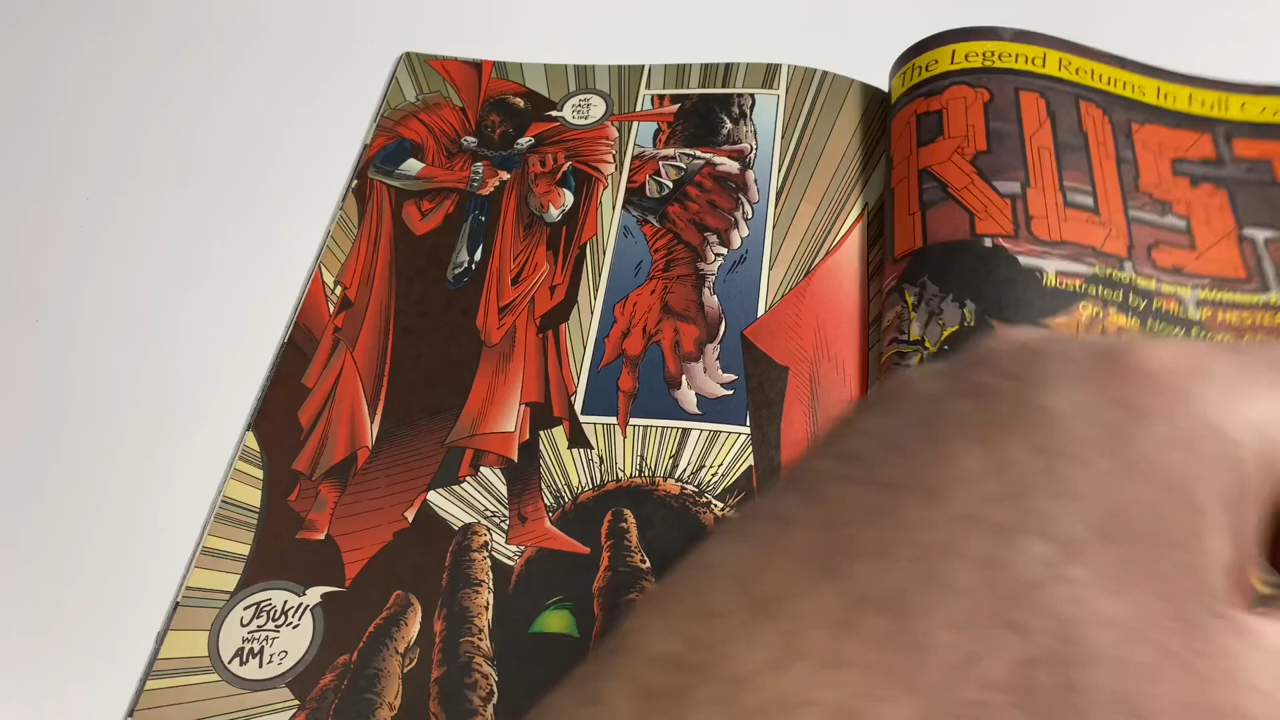 MY
FACE--
FELT
LIKE--
JESUS!!
WHAT
AM I?
The Legend Returns In Full
RUST
Created and Written
Illustrated by PHILLIP HESTER
On Sale Now From